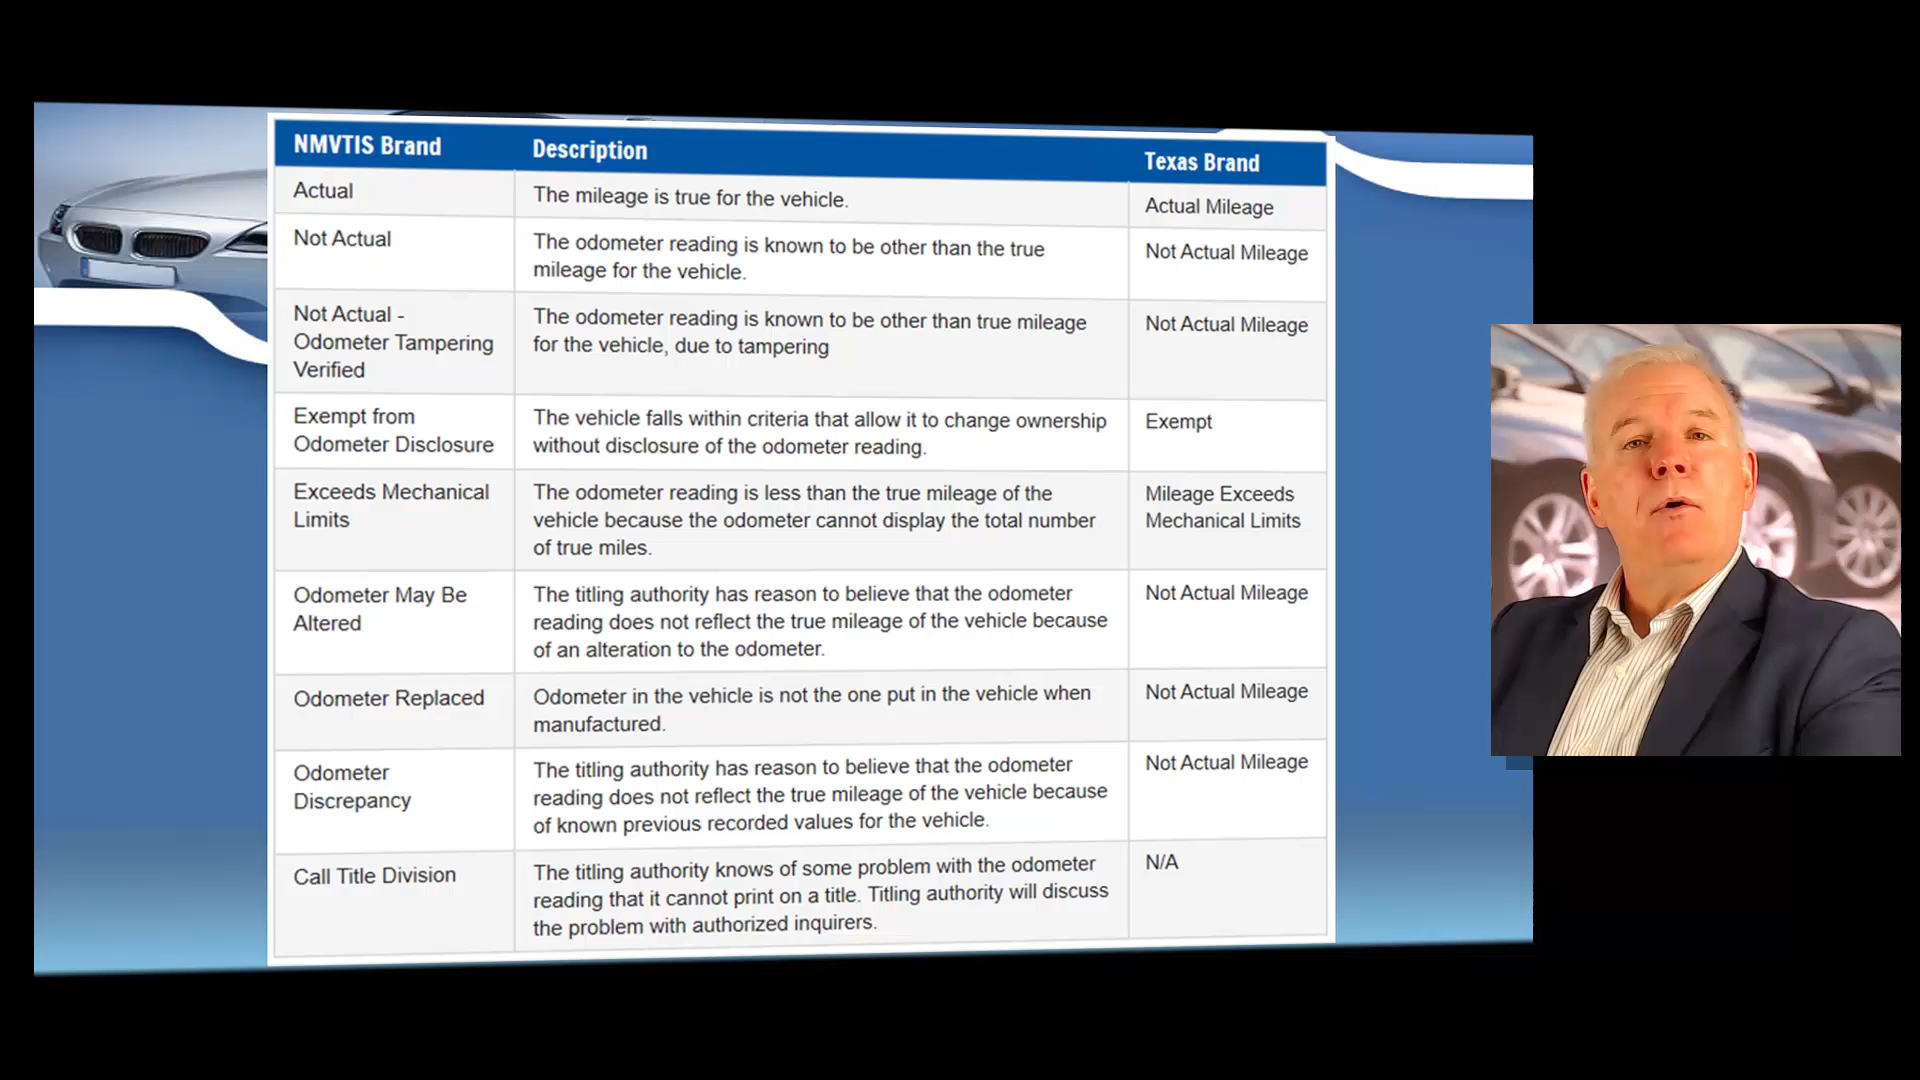 NMVTIS Brand
Description
Texas Brand
Actual
The mileage is true for the vehicle.
Actual Mileage
Not Actual
The odometer reading is known to be other than the true
mileage for the vehicle.
Not Actual Mileage
Not Actual -
Odometer Tampering
Verified
The odometer reading is known to be other than true mileage
for the vehicle, due to tampering
Not Actual Mileage
Exempt from
Odometer Disclosure
The vehicle falls within criteria that allow it to change ownership
without disclosure of the odometer reading.
Exempt
Exceeds Mechanical
Limits
The odometer reading is less than the true mileage of the
vehicle because the odometer cannot display the total number
of true miles.
Mileage Exceeds
Mechanical Limits
Odometer May Be
Altered
The titling authority has reason to believe that the odometer
reading does not reflect the true mileage of the vehicle because
of an alteration to the odometer.
Not Actual Mileage
Odometer Replaced
Odometer in the vehicle is not the one put in the vehicle when
manufactured.
Not Actual Mileage
Odometer
Discrepancy
The titling authority has reason to believe that the odometer
reading does not reflect the true mileage of the vehicle because
of known previous recorded values for the vehicle.
Not Actual Mileage
Call Title Division
The titling authority knows of some problem with the odometer
reading that it cannot print on a title. Titling authority will discuss
the problem with authorized inquirers.
N/A